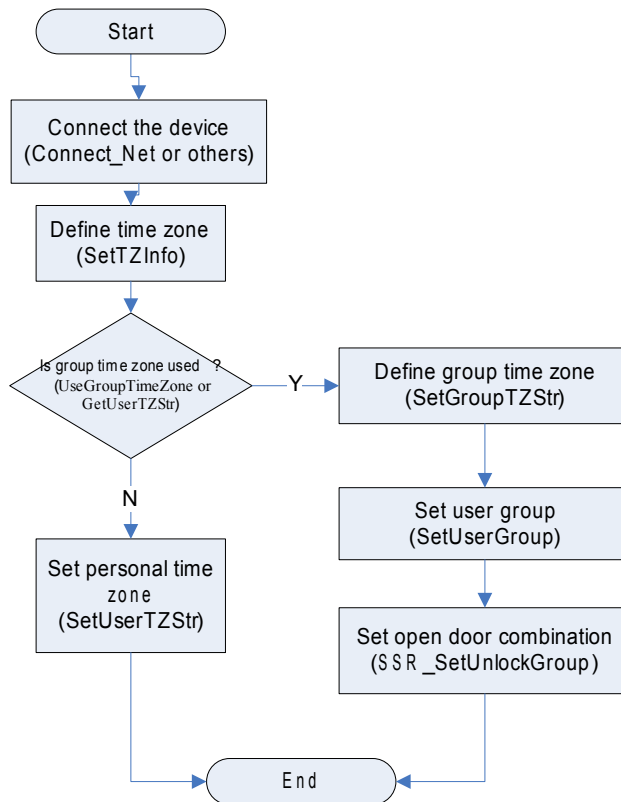 Start
Connect the device
(Connect_Net or others)
Define time zone
(SetTZInfo)
Is group time zone used ?
(UseGroupTimeZone or
GetUserTZStr)
Y
Define group time zone
(SetGroupTZStr)
N
Set user group
(SetUserGroup)
Set personal time
zone
(SetUserTZStr)
Set open door combination
(SSR_SetUnlockGroup)
End